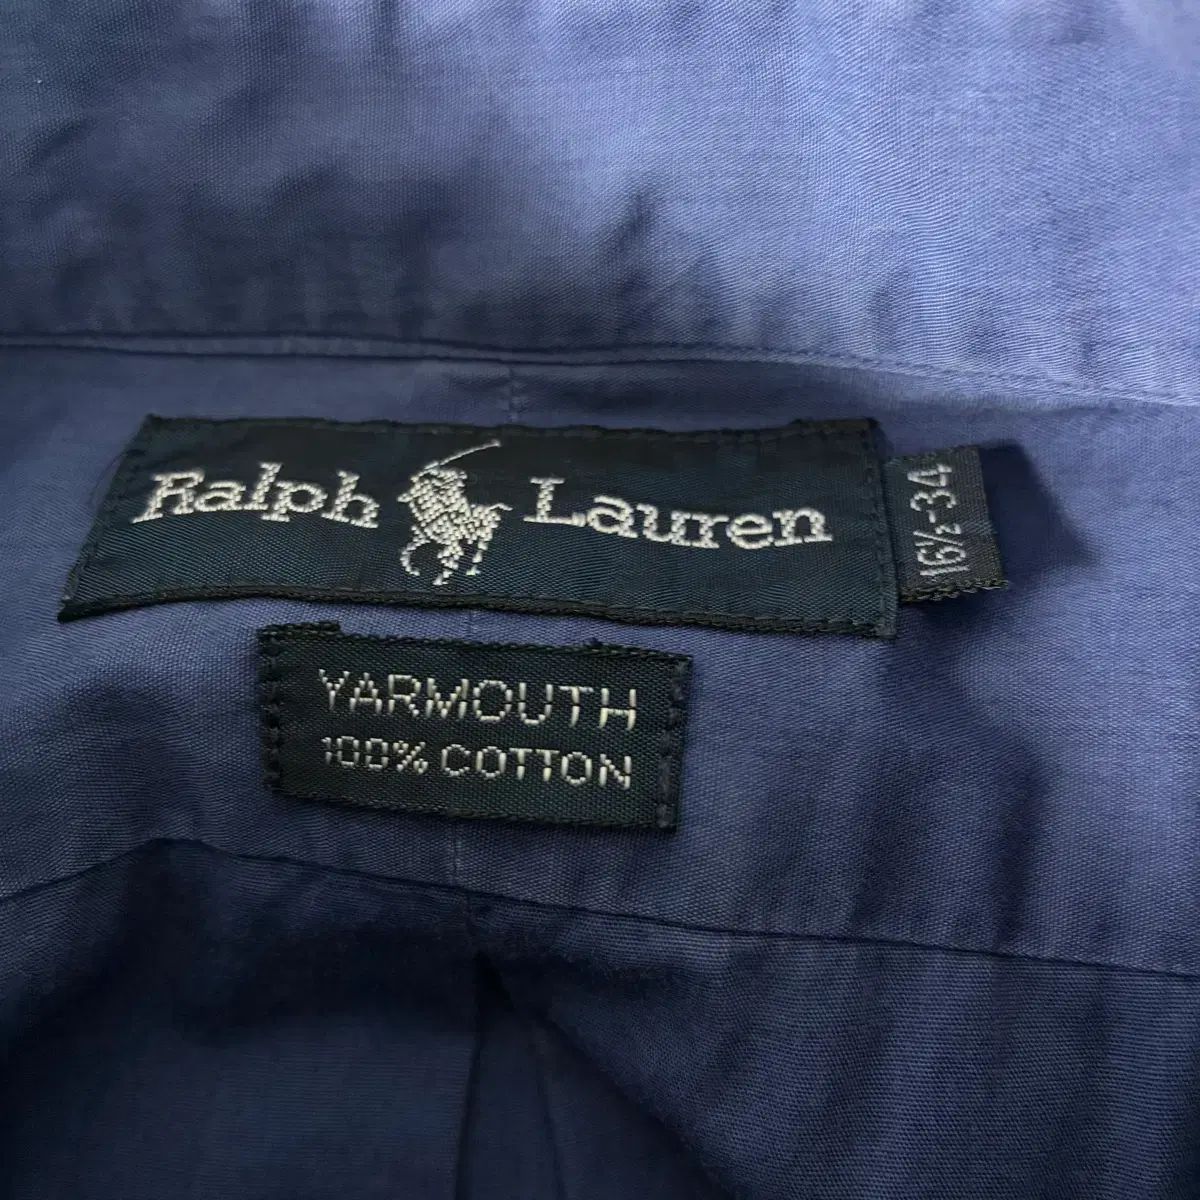 Ralph Lauren
16½-34
YARMOUTH
100% COTTON